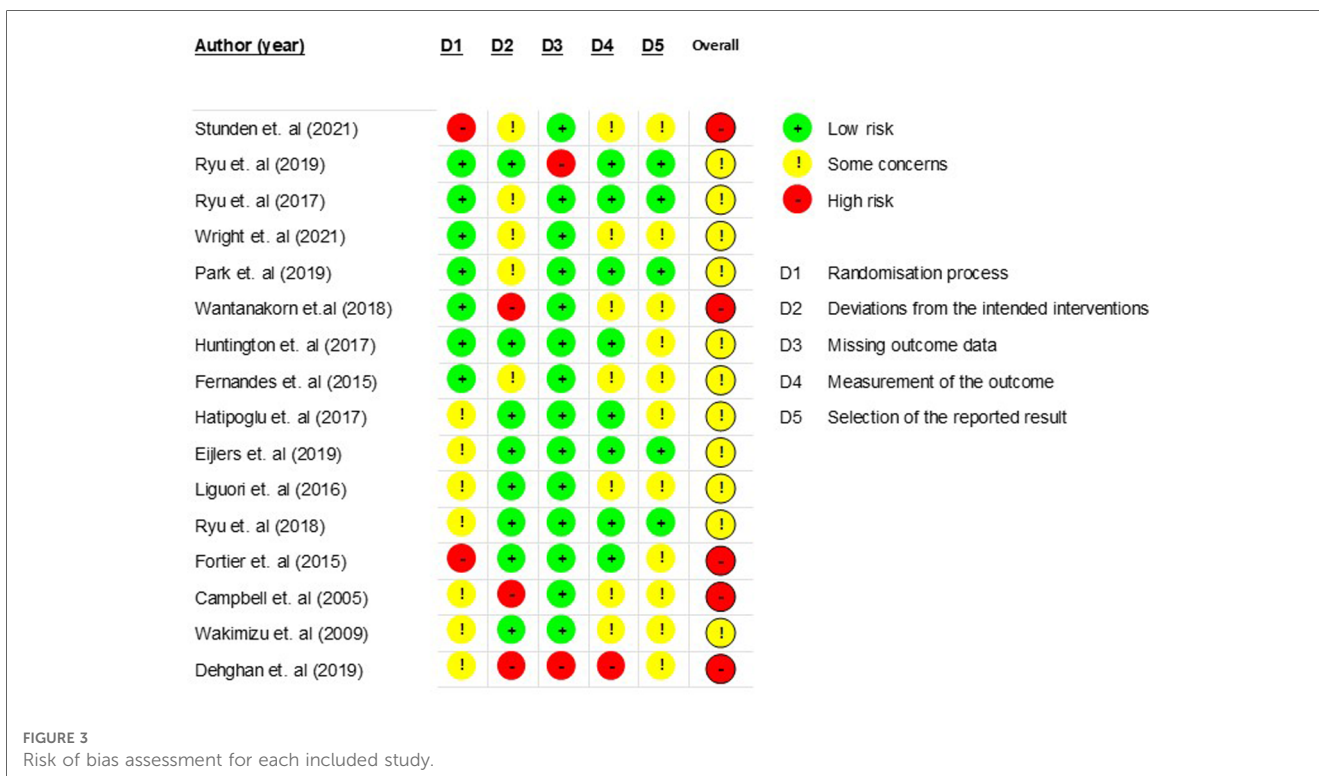 Author (year) D1 D2 D3 D4 D5 Overall
Stunden et. al (2021) - ! + ! ! -
Ryu et. al (2019) + + - + + !
Ryu et. al (2017) + ! + + + !
Wright et. al (2021) + ! + ! ! !
Park et. al (2019) + ! + + + !
Wantanakorn et.al (2018) + - + ! ! -
Huntington et. al (2017) + + + + ! !
Fernandes et. al (2015) + ! + ! ! !
Hatipoglu et. al (2017) ! + + + ! !
Eijlers et. al (2019) ! + + + + !
Liguori et. al (2016) ! + + ! ! !
Ryu et. al (2018) ! + + + + !
Fortier et. al (2015) - + + + ! -
Campbell et. al (2005) ! - + ! ! -
Wakimizu et. al (2009) ! + + ! ! !
Dehghan et. al (2019) ! - - - ! -
+ Low risk
! Some concerns
- High risk
D1 Randomisation process
D2 Deviations from the intended interventions
D3 Missing outcome data
D4 Measurement of the outcome
D5 Selection of the reported result
FIGURE 3
Risk of bias assessment for each included study.